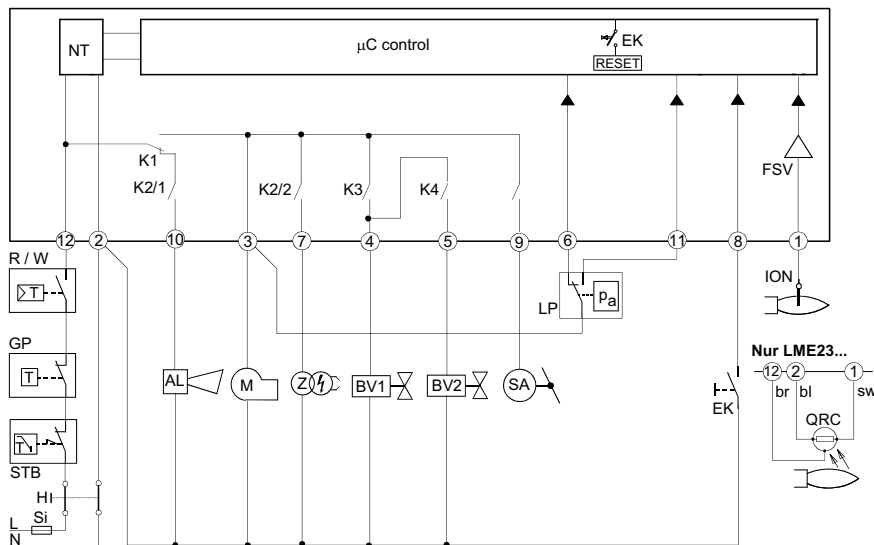 NT
µC control
EK
RESET
FSV
K1
K2/1
K2/2
K3
K4
12 2 10 3 7 4 5 9 6 11 8 1
R / W
T
LP
pa
ION
GP
T
AL
M
Z
BV1
BV2
SA
EK
Nur LME23...
12 2 1
br bl sw
QRC
T
STB
H
L
Si
N